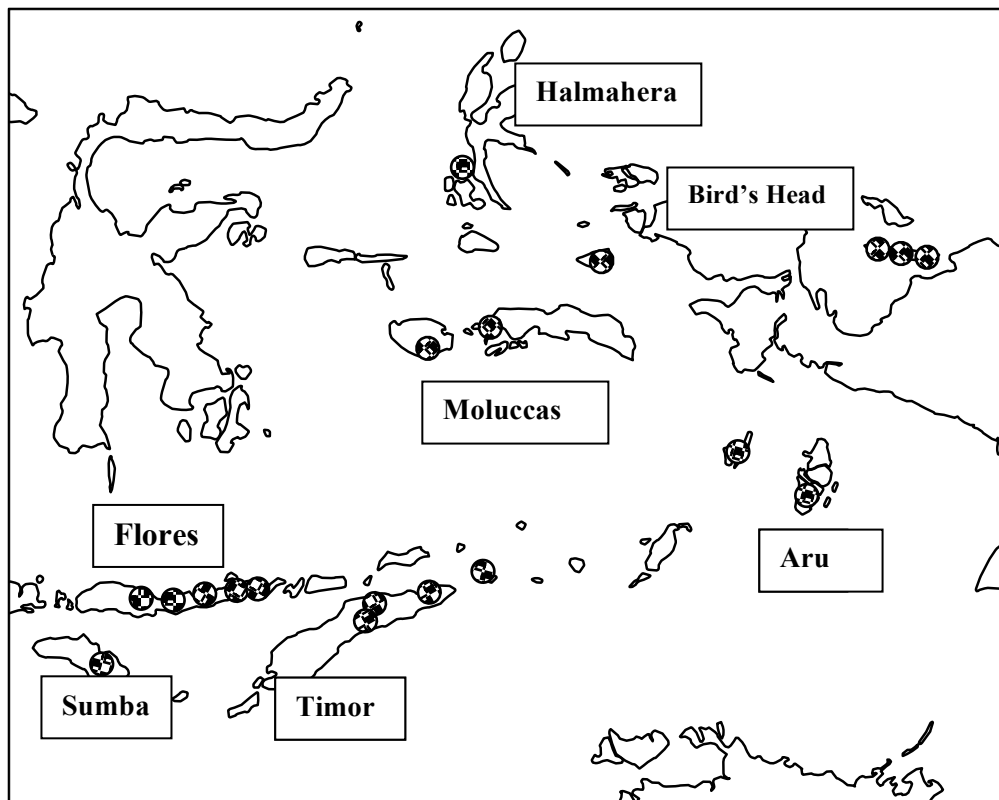 Halmahera
Bird's Head
Moluccas
Flores
Aru
Sumba
Timor